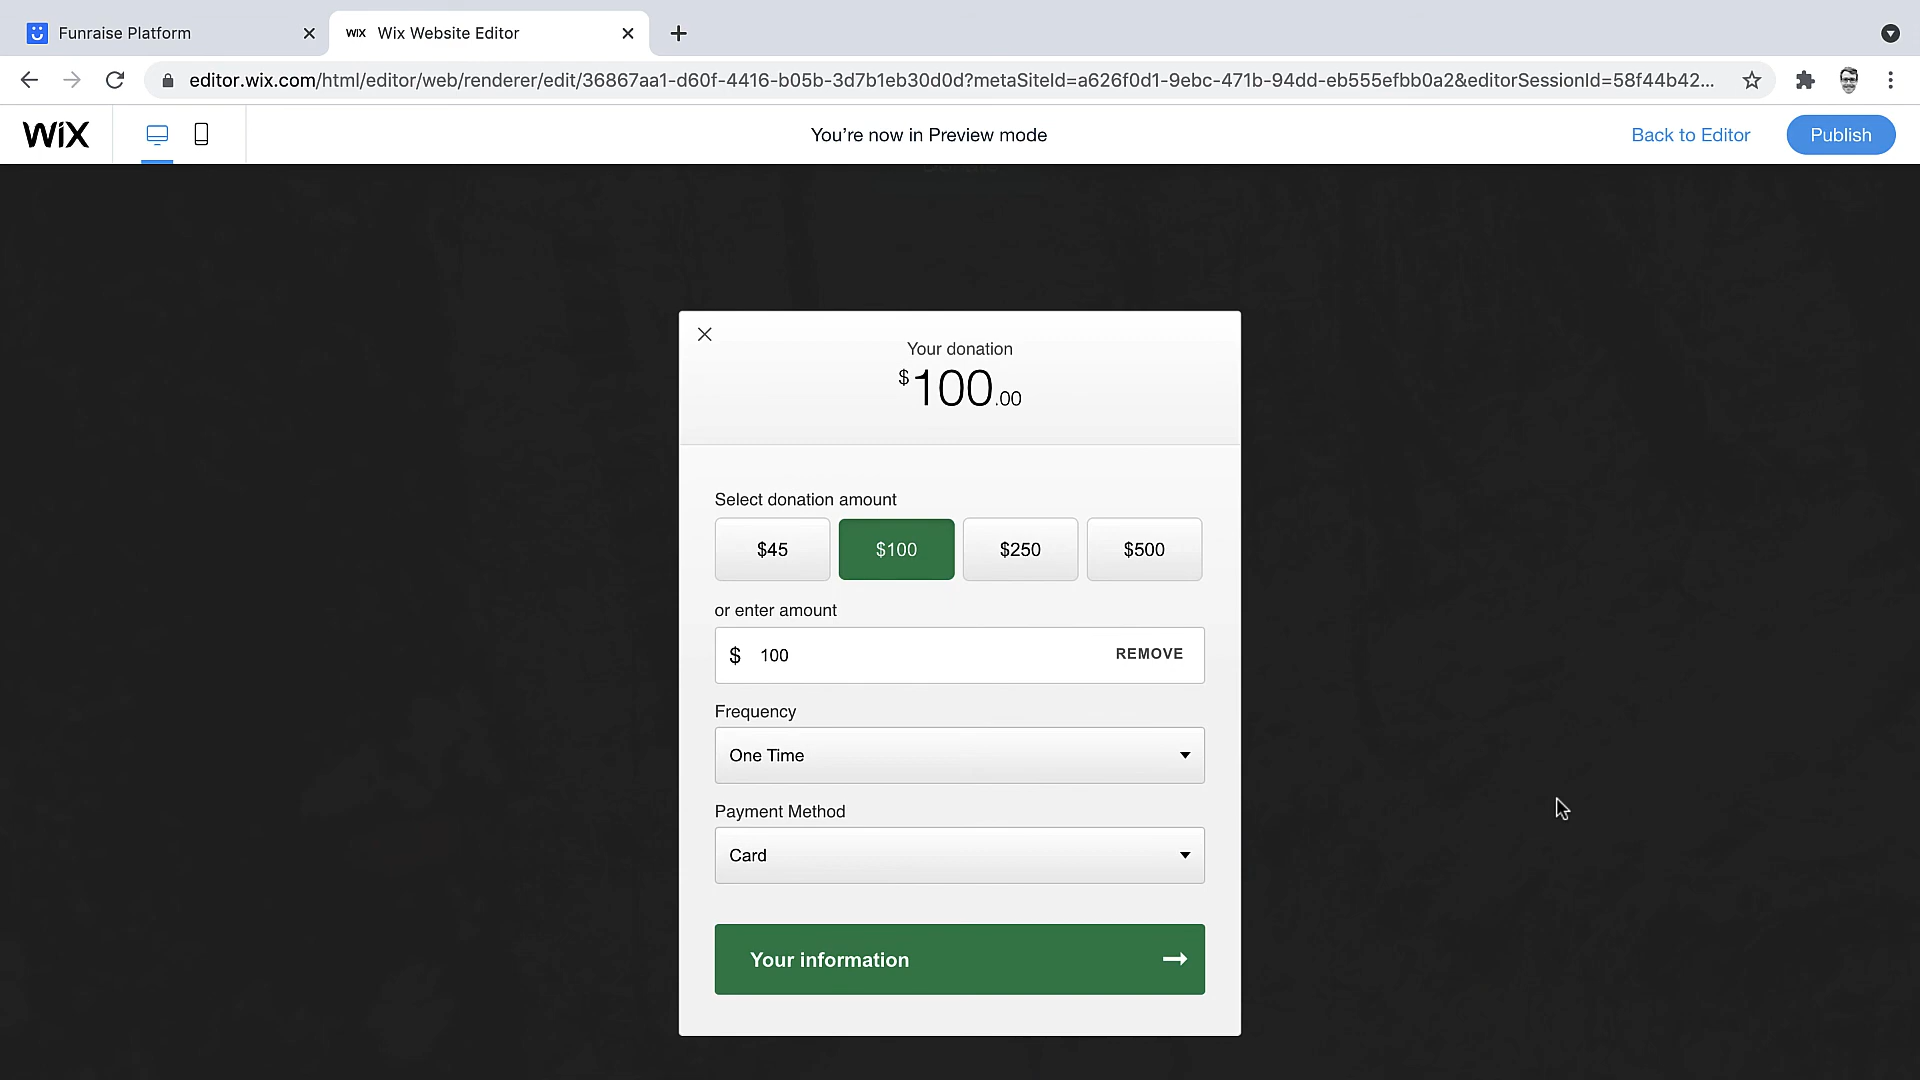 Funraise Platform
WiX Wix Website Editor
editor.wix.com/html/editor/web/renderer/edit/36867aa1-d60f-4416-b05b-3d7b1eb30d0d?metaSiteId=a626f0d1-9ebc-471b-94dd-eb555efbb0a2&editorSessionId=58f44b42...
WiX
You’re now in Preview mode
Back to Editor
Publish
Your donation
$100.00
Select donation amount
$45 $100 $250 $500
or enter amount
$ 100 REMOVE
Frequency
One Time
Payment Method
Card
Your information